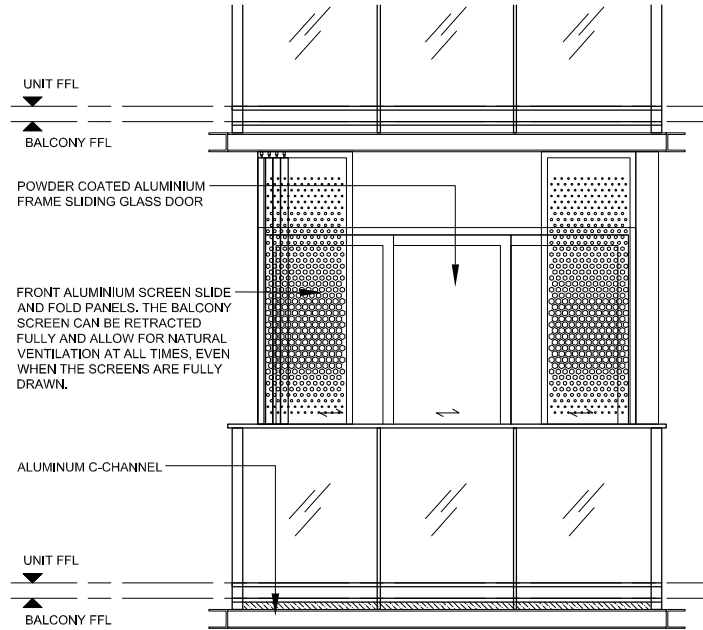 UNIT FFL
BALCONY FFL
POWDER COATED ALUMINIUM
FRAME SLIDING GLASS DOOR
FRONT ALUMINIUM SCREEN SLIDE
AND FOLD PANELS. THE BALCONY
SCREEN CAN BE RETRACTED
FULLY AND ALLOW FOR NATURAL
VENTILATION AT ALL TIMES, EVEN
WHEN THE SCREENS ARE FULLY
DRAWN.
ALUMINUM C-CHANNEL
UNIT FFL
BALCONY FFL